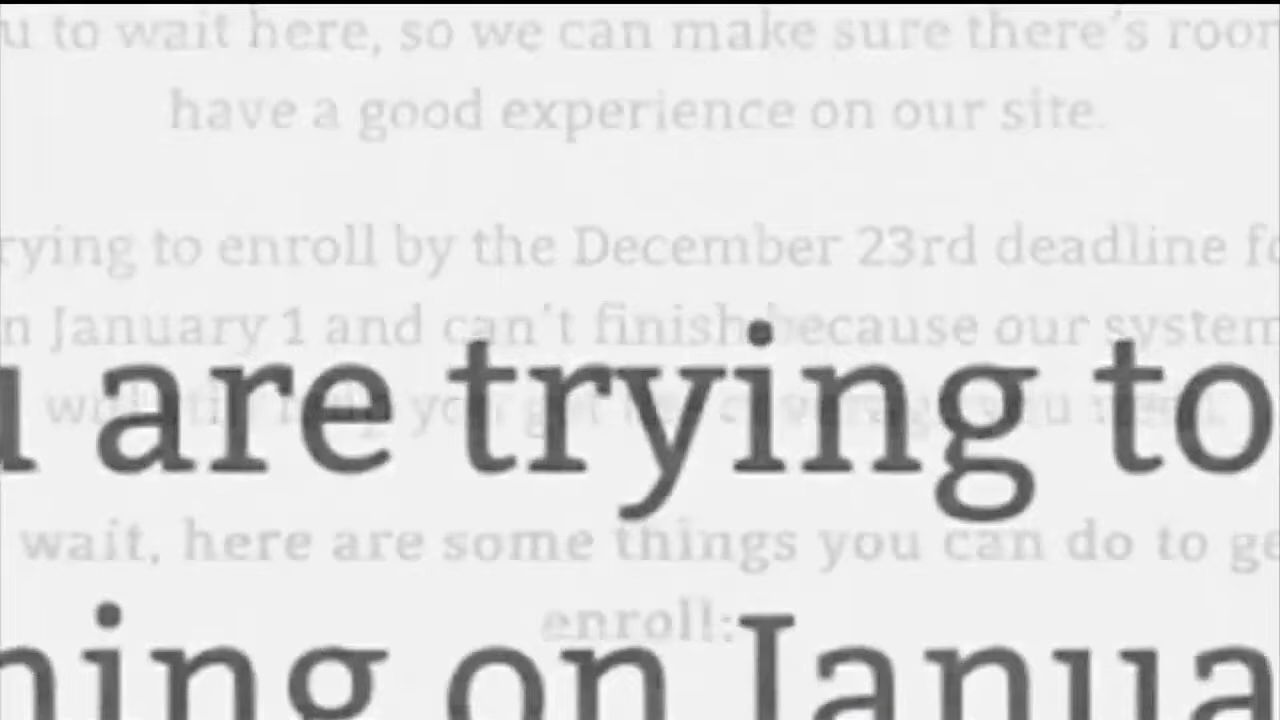 u to wait here, so we can make sure there's room
have a good experience on our site.
rying to enroll by the December 23rd deadline fo
n January 1 and can't finish because our system
u are trying to
you
wait, here are some things you can do to ge
enroll:
ning on Janua